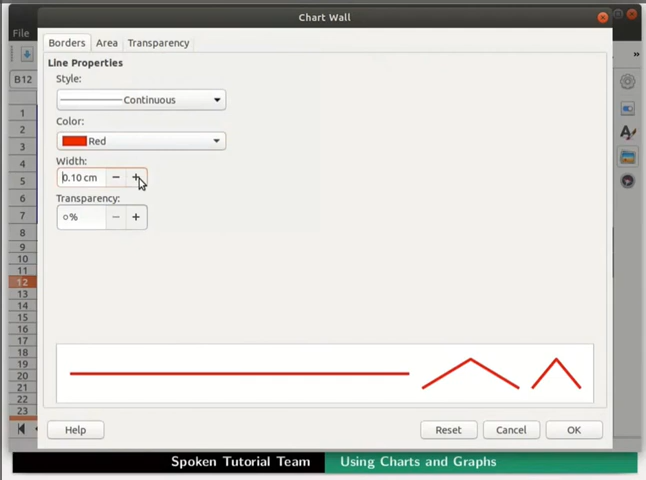 Chart Wall
File
Borders Area Transparency
»
Line Properties
Style:
B12
Continuous
Color:
1
Red
2
3
Width:
4
0.10 cm − +
5
6
Transparency:
7
0% − +
8
9
10
11
12
13
14
15
16
17
18
19
20
21
22
23
Help Reset Cancel OK
Spoken Tutorial Team Using Charts and Graphs